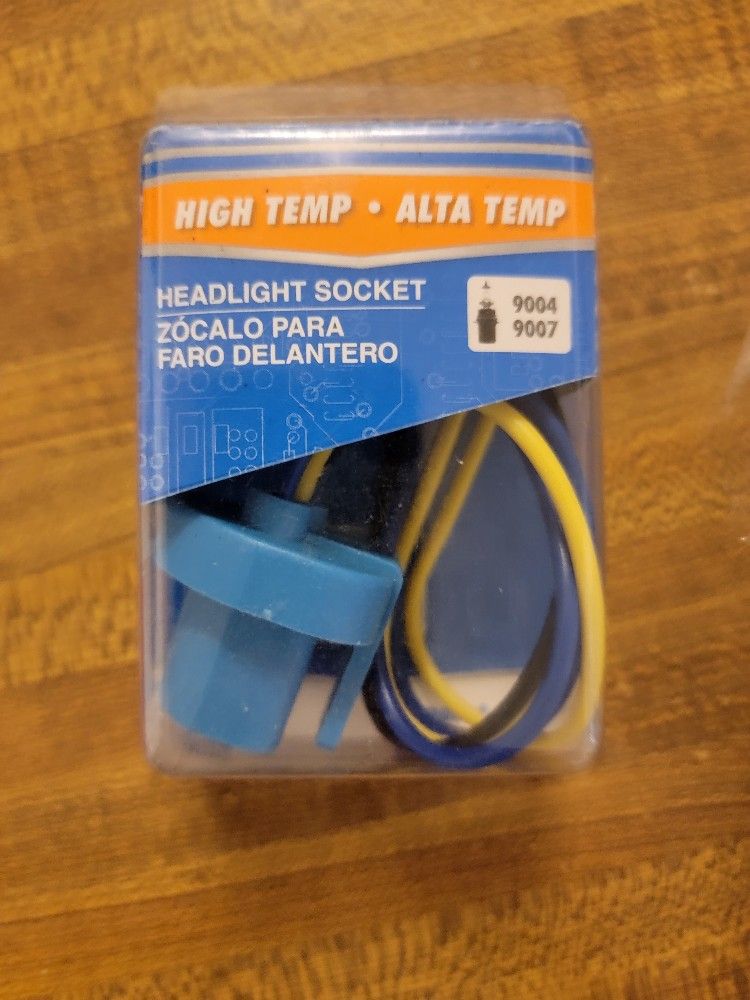 HIGH TEMP • ALTA TEMP
HEADLIGHT SOCKET
ZÓCALO PARA
FARO DELANTERO
9004
9007